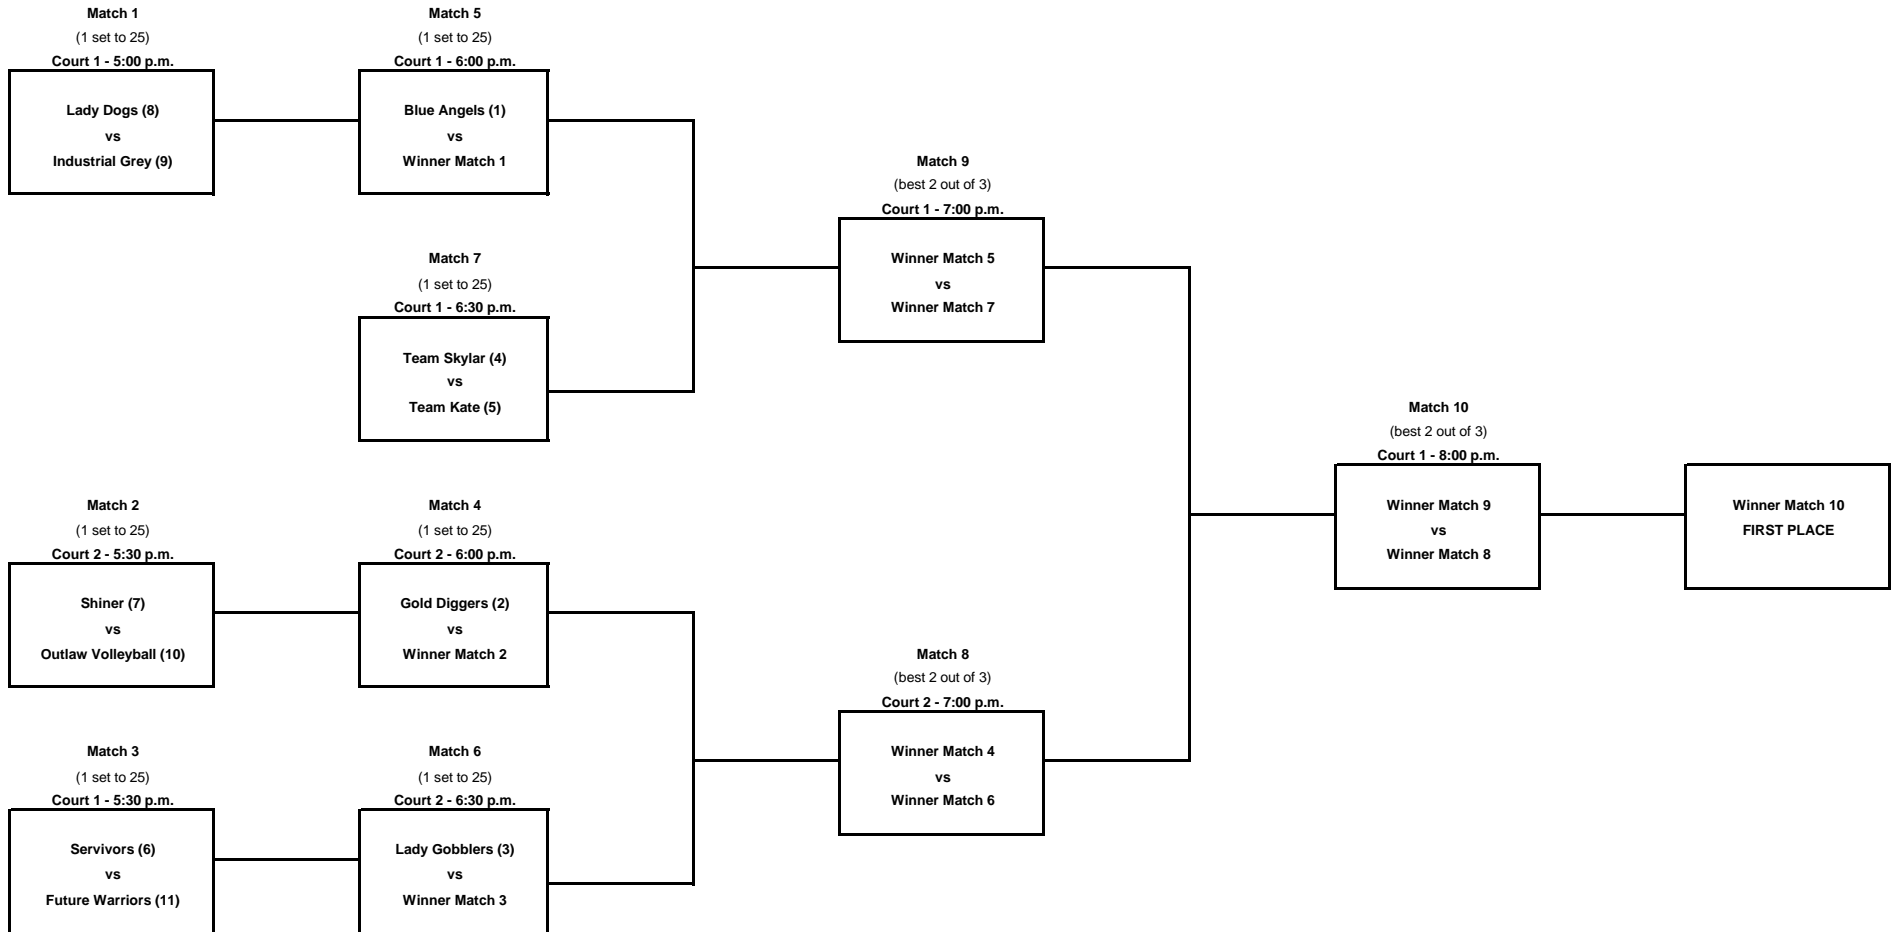 Match 1
(1 set to 25)
Court 1 - 5:00 p.m.
Lady Dogs (8)
vs
Industrial Grey (9)
Match 5
(1 set to 25)
Court 1 - 6:00 p.m.
Blue Angels (1)
vs
Winner Match 1
Match 7
(1 set to 25)
Court 1 - 6:30 p.m.
Team Skylar (4)
vs
Team Kate (5)
Match 9
(best 2 out of 3)
Court 1 - 7:00 p.m.
Winner Match 5
vs
Winner Match 7
Match 2
(1 set to 25)
Court 2 - 5:30 p.m.
Shiner (7)
vs
Outlaw Volleyball (10)
Match 4
(1 set to 25)
Court 2 - 6:00 p.m.
Gold Diggers (2)
vs
Winner Match 2
Match 3
(1 set to 25)
Court 1 - 5:30 p.m.
Servivors (6)
vs
Future Warriors (11)
Match 6
(1 set to 25)
Court 2 - 6:30 p.m.
Lady Gobblers (3)
vs
Winner Match 3
Match 8
(best 2 out of 3)
Court 2 - 7:00 p.m.
Winner Match 4
vs
Winner Match 6
Match 10
(best 2 out of 3)
Court 1 - 8:00 p.m.
Winner Match 9
vs
Winner Match 8
Winner Match 10
FIRST PLACE